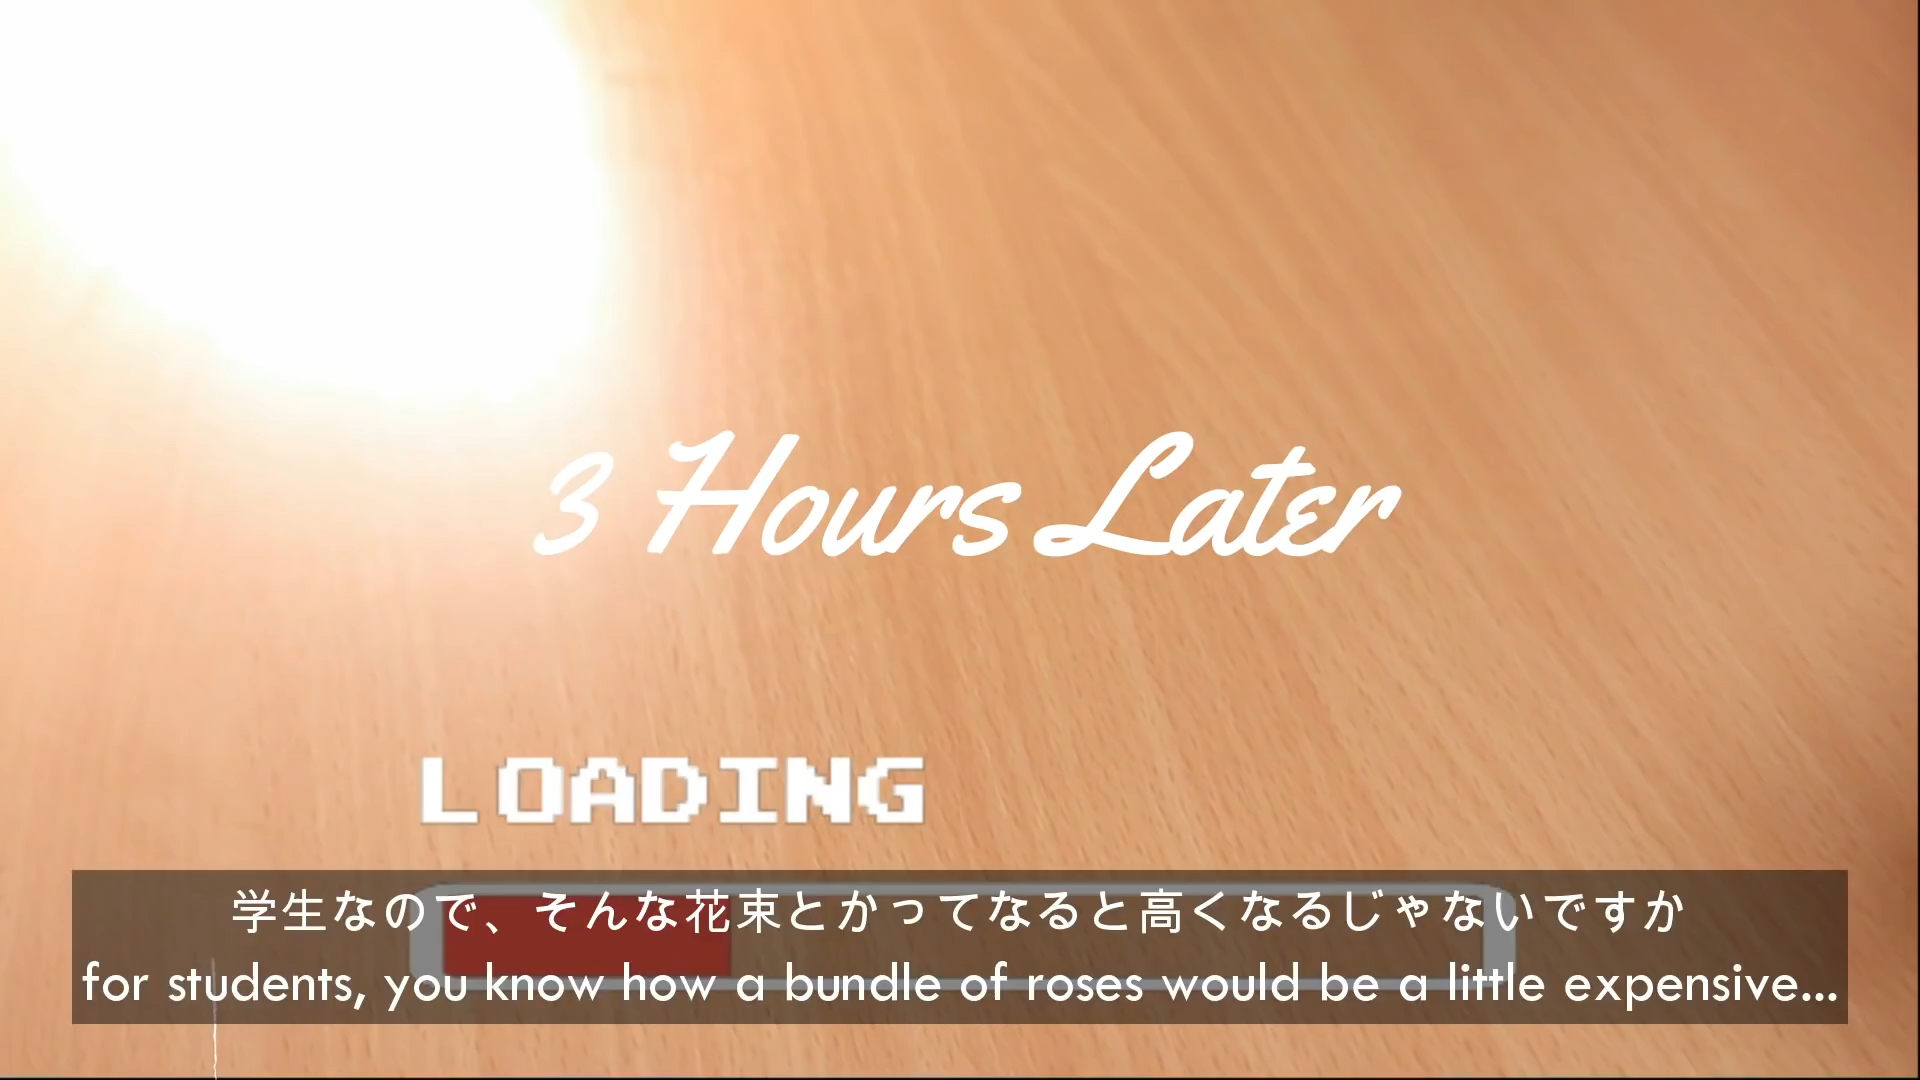 3 Hours Later
LOADING
学生なので、そんな花束とかってなると高くなるじゃないですか
for students, you know how a bundle of roses would be a little expensive...